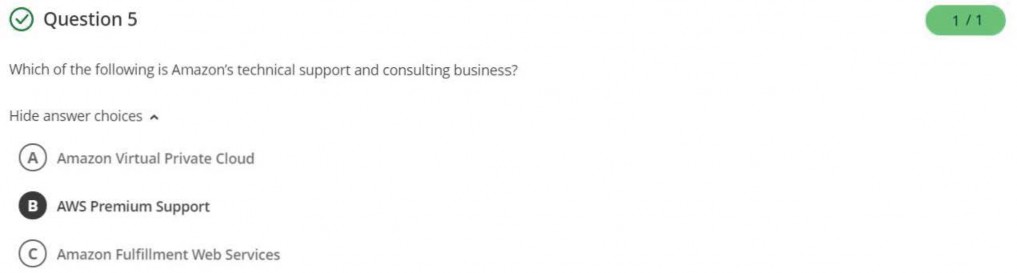 Question 5
1 / 1
Which of the following is Amazon's technical support and consulting business?
Hide answer choices
A Amazon Virtual Private Cloud
B AWS Premium Support
C Amazon Fulfillment Web Services